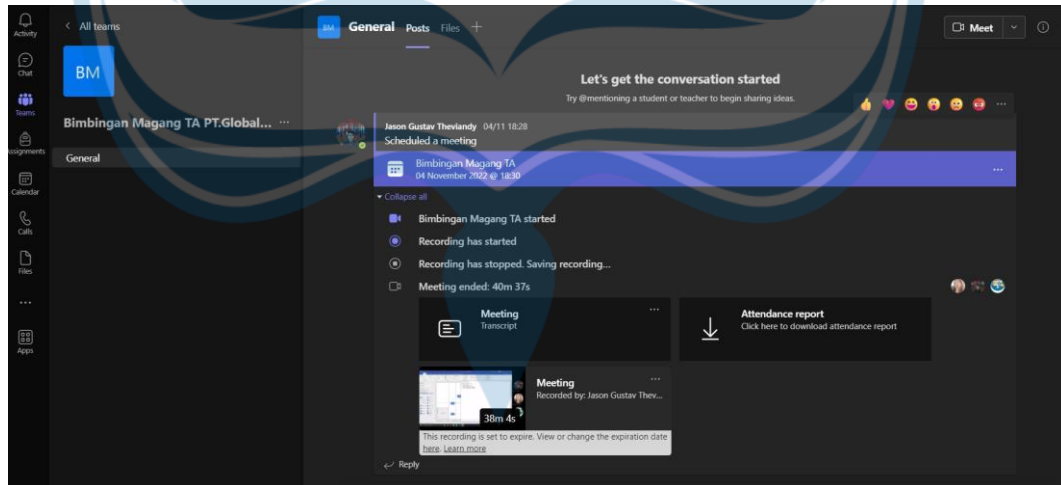 Activity
Chat
Teams
Assignments
Calendar
Calls
Files
...
Apps
< All teams
BM
Bimbingan Magang TA PT.Global... ...
General
BM General Posts Files +
Meet
Let's get the conversation started
Try @mentioning a student or teacher to begin sharing ideas.
Jason Gustav Theviandy 04/11 18:28
Scheduled a meeting
Bimbingan Magang TA
04 November 2022 @ 18:30
...
Collapse all
Bimbingan Magang TA started
Recording has started
Recording has stopped. Saving recording...
Meeting ended: 40m 37s
Meeting ...
Transcript
Attendance report
Click here to download attendance report
Meeting ...
Recorded by: Jason Gustav Thev...
38m 4s
This recording is set to expire. View or change the expiration date
here. Learn more
Reply